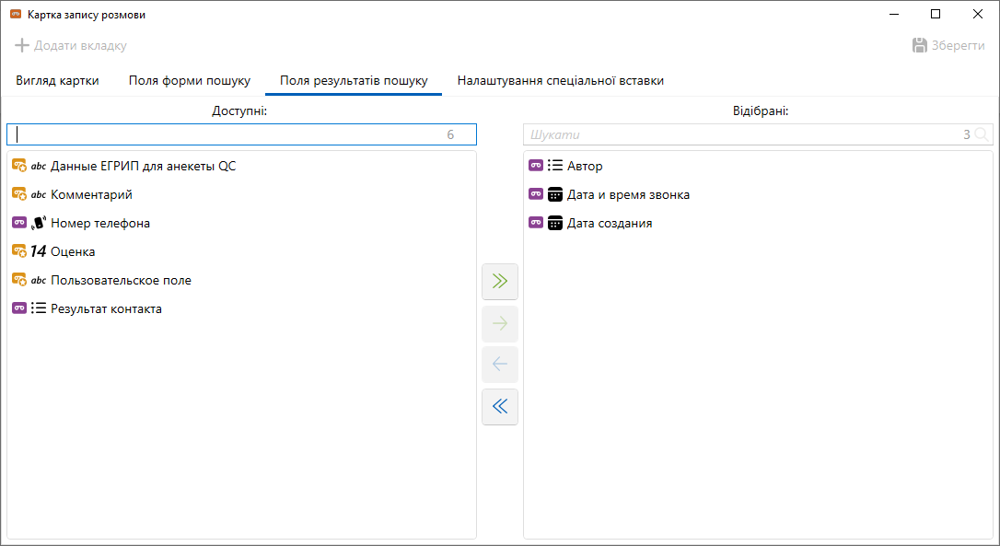 Картка запису розмови
Додати вкладку
Зберегти
Вигляд картки
Поля форми пошуку
Поля результатів пошуку
Налаштування спеціальної вставки
Доступні:
6
abc Данные ЕГРИП для анкеты QC
abc Комментарий
Номер телефона
14 Оценка
abc Пользовательское поле
Результат контакта
Відібрані:
Шукати 3
Автор
Дата и время звонка
Дата создания